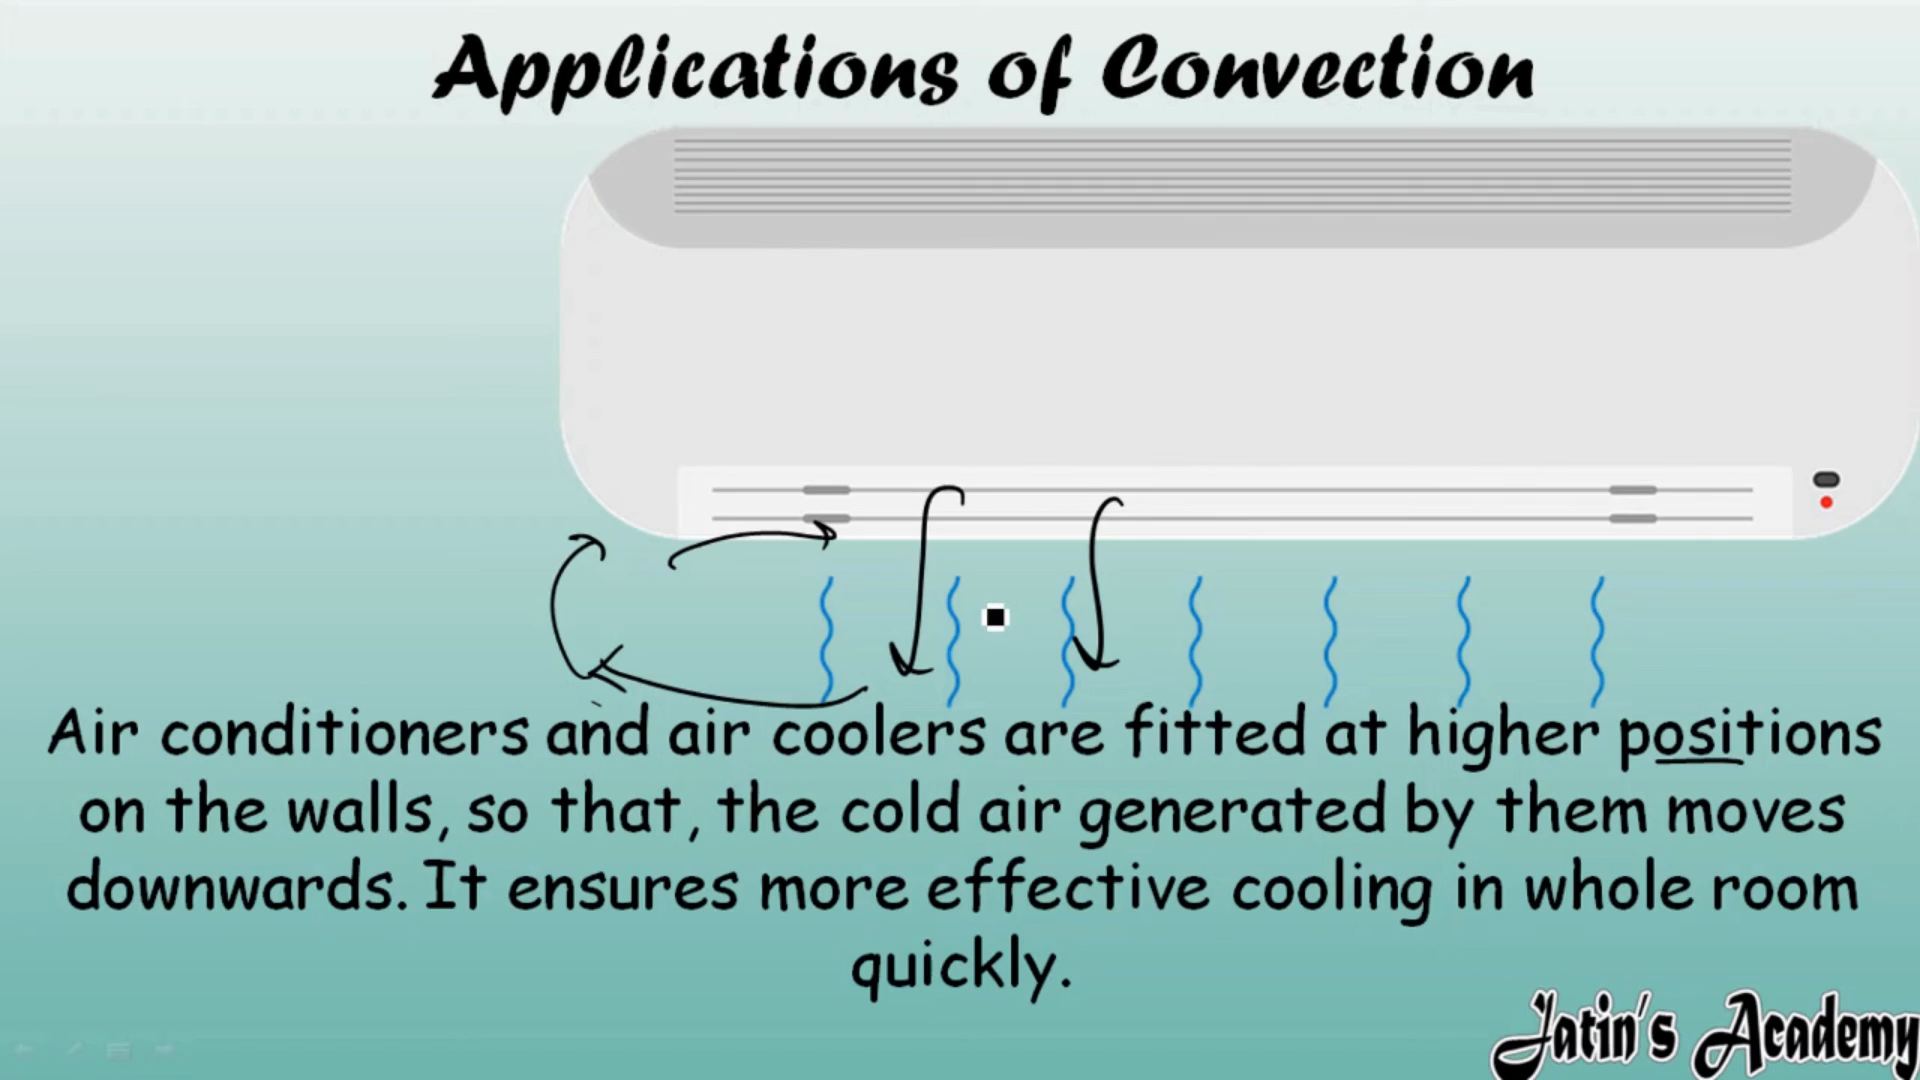 Applications of Convection
Air conditioners and air coolers are fitted at higher positions
on the walls, so that, the cold air generated by them moves
downwards. It ensures more effective cooling in whole room
quickly.
Jatin's Academy